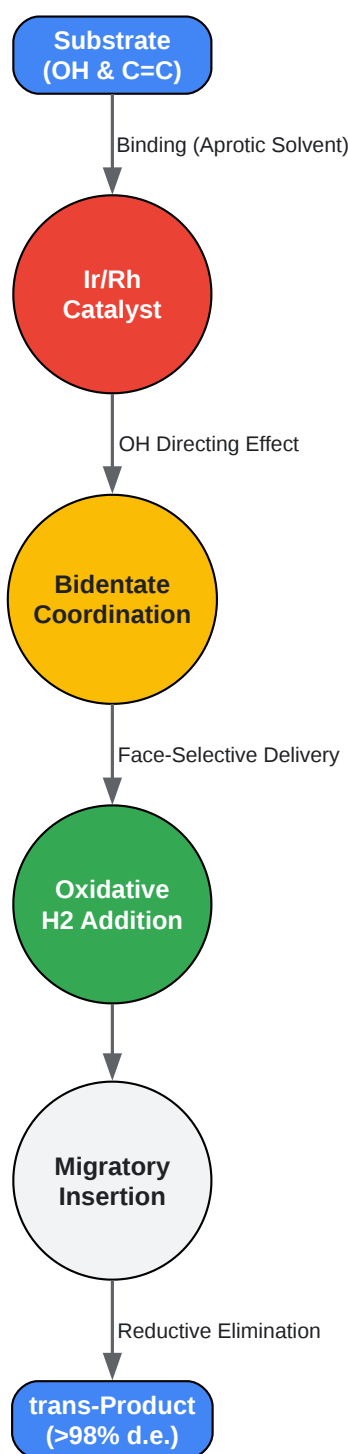 Substrate
(OH & C=C)
Binding (Aprotic Solvent)
Ir/Rh
Catalyst
OH Directing Effect
Bidentate
Coordination
Face-Selective Delivery
Oxidative
H2 Addition
Migratory
Insertion
Reductive Elimination
trans-Product
(>98% d.e.)